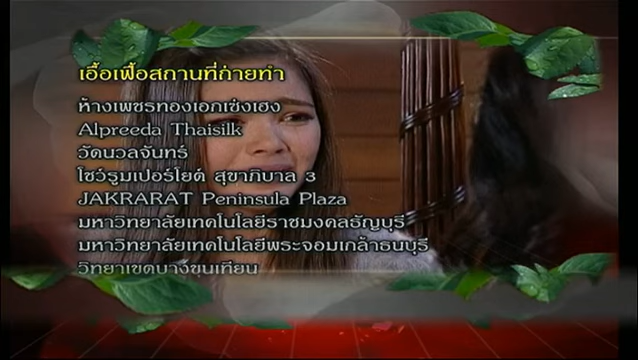 เอื้อเฟื้อสถานที่ถ่ายทำ
ห้างเพชรทองเอกเซ่งเฮง
Alpreeda Thaisilk
วัดนวลจันทร์
โชว์รูมเปอร์โยต์ สุขาภิบาล 3
JAKRARAT Peninsula Plaza
มหาวิทยาลัยเทคโนโลยีราชมงคลธัญบุรี
มหาวิทยาลัยเทคโนโลยีพระจอมเกล้าธนบุรี
วิทยาเขตบางขุนเทียน